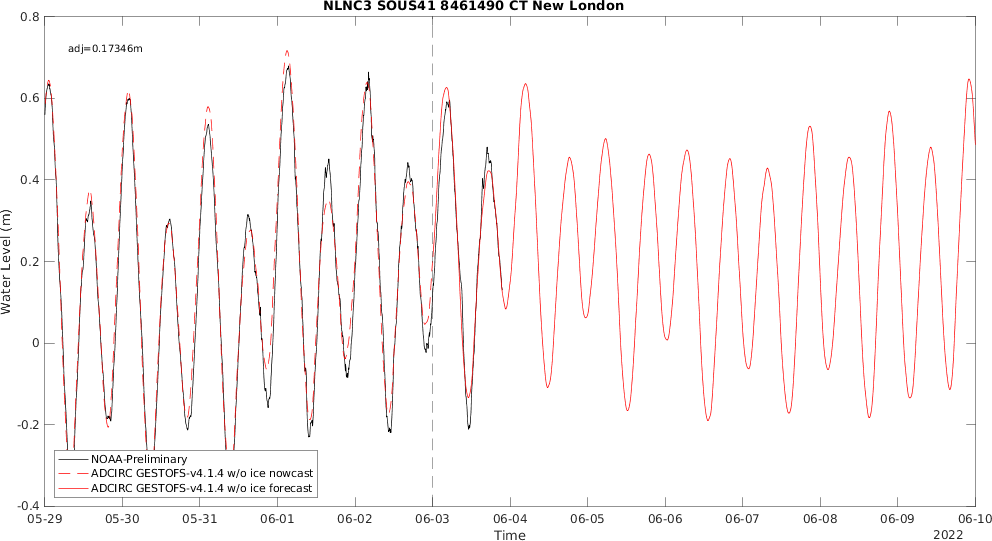 NLNC3 SOUS41 8461490 CT New London
adj=0.17346m
Water Level (m)
0.8
0.6
0.4
0.2
0
-0.2
-0.4
NOAA-Preliminary
ADCIRC GESTOFS-v4.1.4 w/o ice nowcast
ADCIRC GESTOFS-v4.1.4 w/o ice forecast
05-29 05-30 05-31 06-01 06-02 06-03 06-04 06-05 06-06 06-07 06-08 06-09 06-10
Time
2022